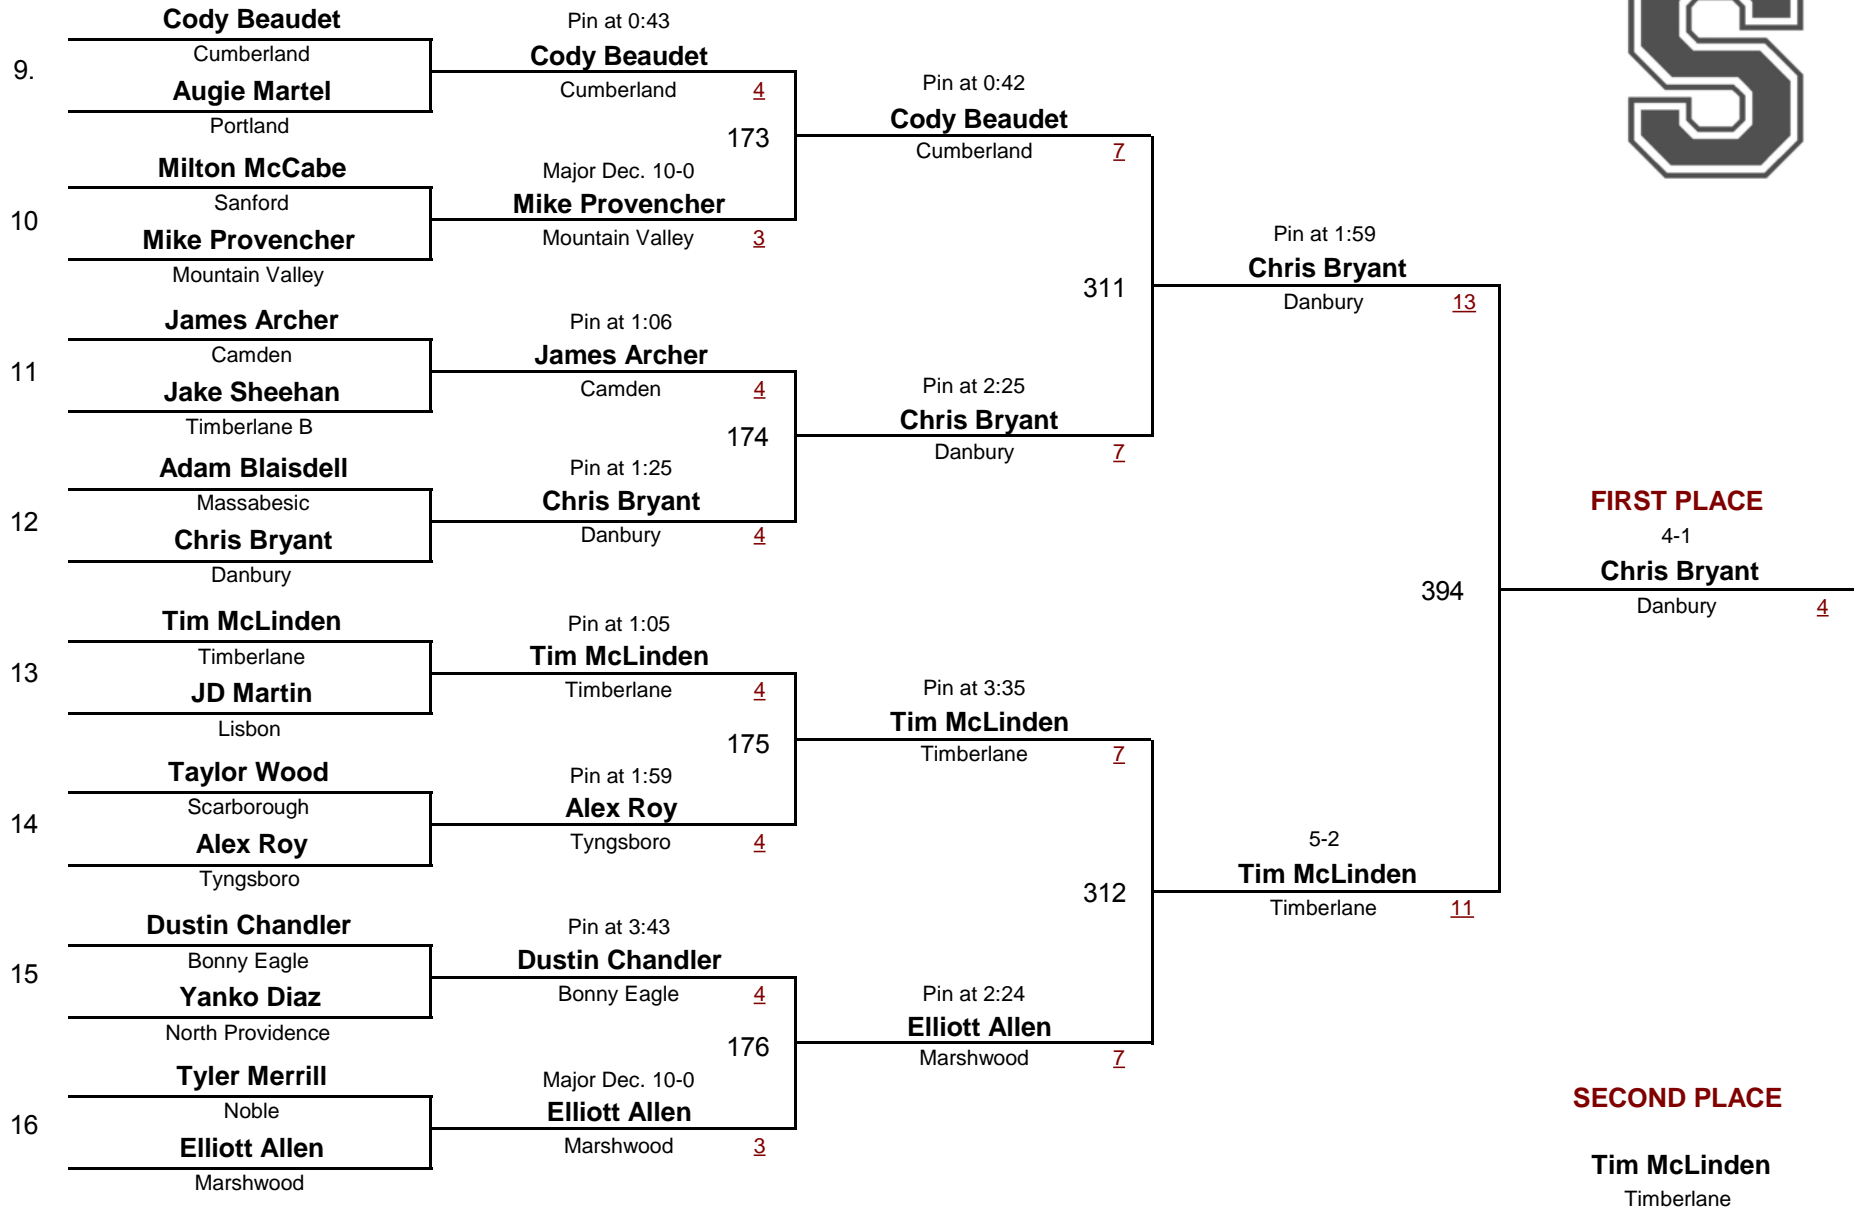 Cody Beaudet
Cumberland
9.
Augie Martel
Portland
Milton McCabe
Sanford
10
Mike Provencher
Mountain Valley
James Archer
Camden
11
Jake Sheehan
Timberlane B
Adam Blaisdell
Massabesic
12
Chris Bryant
Danbury
Tim McLinden
Timberlane
13
JD Martin
Lisbon
Taylor Wood
Scarborough
14
Alex Roy
Tyngsboro
Dustin Chandler
Bonny Eagle
15
Yanko Diaz
North Providence
Tyler Merrill
Noble
16
Elliott Allen
Marshwood
Pin at 0:43
Cody Beaudet
Cumberland 4
173
Major Dec. 10-0
Mike Provencher
Mountain Valley 3
Pin at 1:06
James Archer
Camden 4
174
Pin at 1:25
Chris Bryant
Danbury 4
Pin at 1:05
Tim McLinden
Timberlane 4
175
Pin at 1:59
Alex Roy
Tyngsboro 4
Pin at 3:43
Dustin Chandler
Bonny Eagle 4
176
Major Dec. 10-0
Elliott Allen
Marshwood 3
Pin at 0:42
Cody Beaudet
Cumberland 7
311
Pin at 2:25
Chris Bryant
Danbury 7
Pin at 3:35
Tim McLinden
Timberlane 7
312
Pin at 2:24
Elliott Allen
Marshwood 7
Pin at 1:59
Chris Bryant
Danbury 13
394
5-2
Tim McLinden
Timberlane 11
S
FIRST PLACE
4-1
Chris Bryant
Danbury 4
SECOND PLACE
Tim McLinden
Timberlane